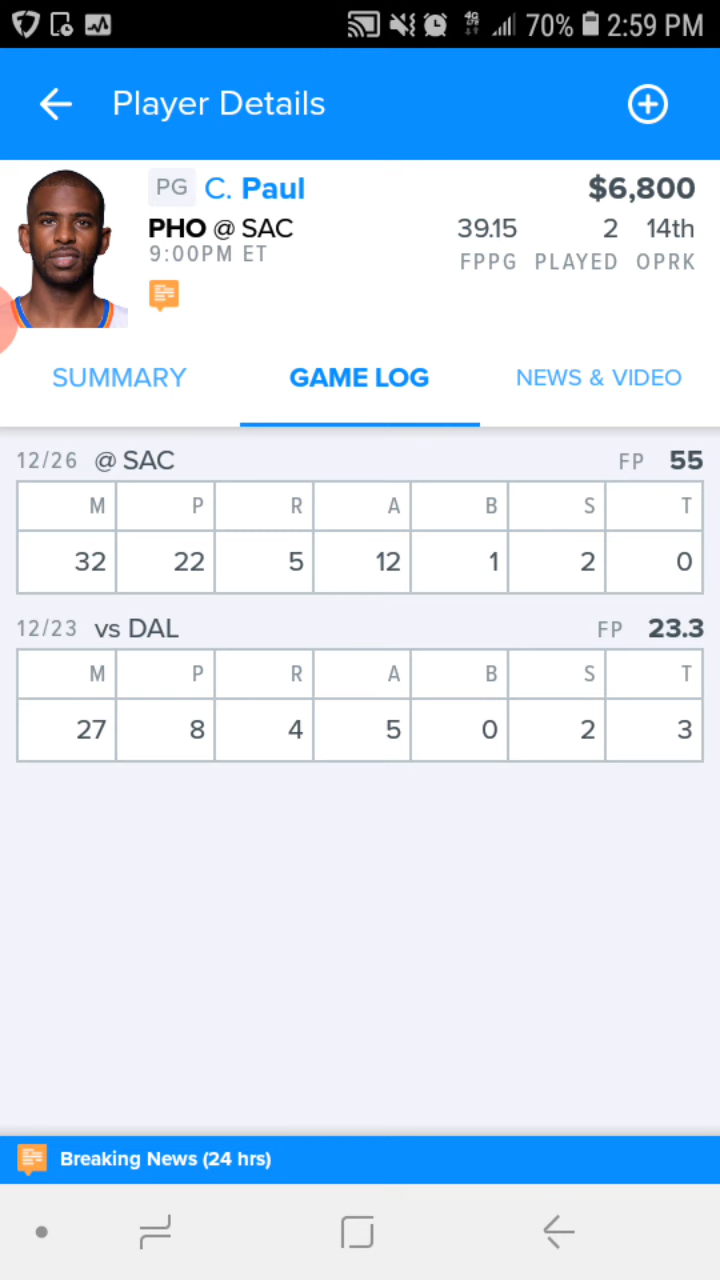 4G LTE 70% 2:59 PM
Player Details
PG C. Paul $6,800
PHO @ SAC 39.15 2 14th
9:00PM ET FPPG PLAYED OPRK
SUMMARY GAME LOG NEWS & VIDEO
12/26 @ SAC FP 55
M P R A B S T
32 22 5 12 1 2 0
12/23 vs DAL FP 23.3
M P R A B S T
27 8 4 5 0 2 3
Breaking News (24 hrs)